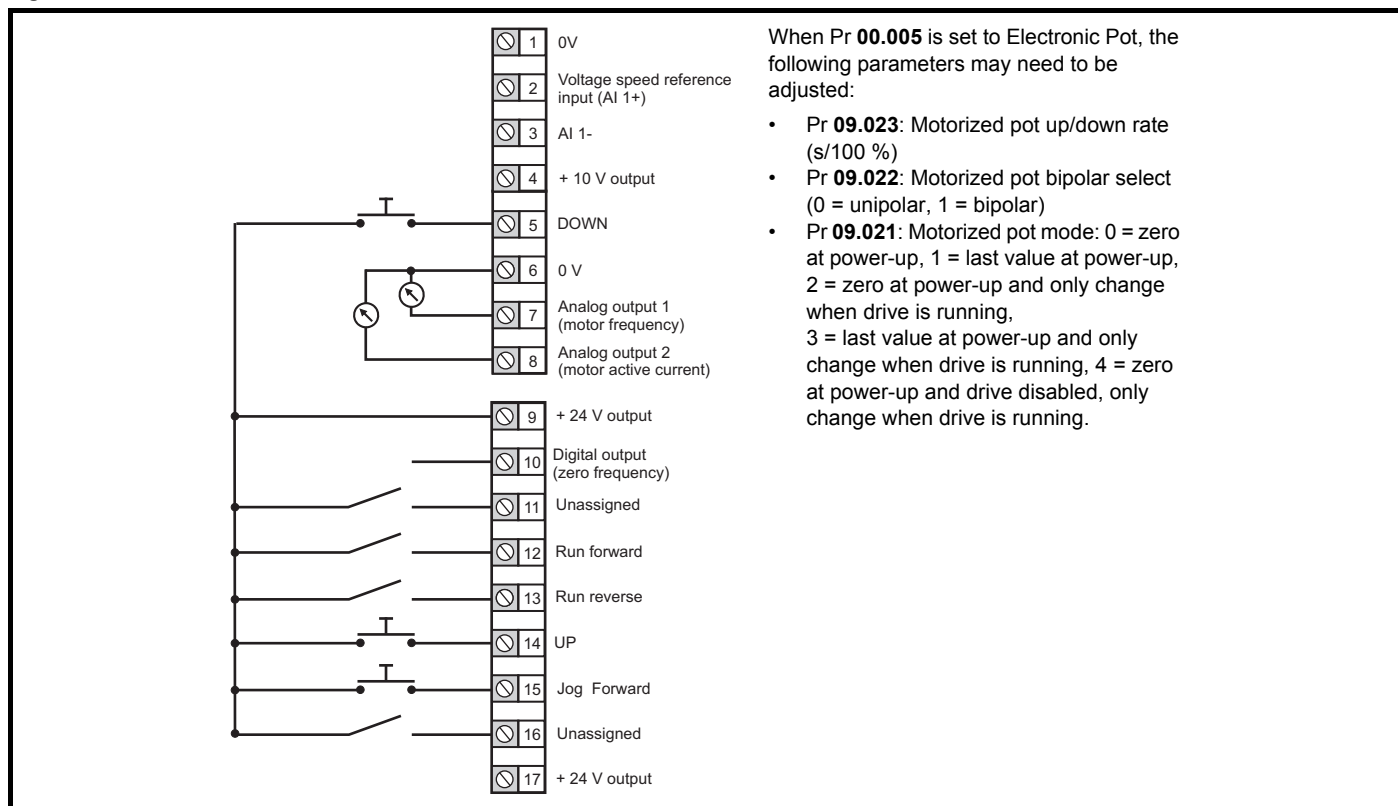 1 0V
2 Voltage speed reference
input (AI 1+)
3 AI 1-
4 + 10 V output
5 DOWN
6 0 V
7 Analog output 1
(motor frequency)
8 Analog output 2
(motor active current)
9 + 24 V output
10 Digital output
(zero frequency)
11 Unassigned
12 Run forward
13 Run reverse
14 UP
15 Jog Forward
16 Unassigned
17 + 24 V output
When Pr 00.005 is set to Electronic Pot, the
following parameters may need to be
adjusted:
• Pr 09.023: Motorized pot up/down rate
(s/100 %)
• Pr 09.022: Motorized pot bipolar select
(0 = unipolar, 1 = bipolar)
• Pr 09.021: Motorized pot mode: 0 = zero
at power-up, 1 = last value at power-up,
2 = zero at power-up and only change
when drive is running,
3 = last value at power-up and only
change when drive is running, 4 = zero
at power-up and drive disabled, only
change when drive is running.